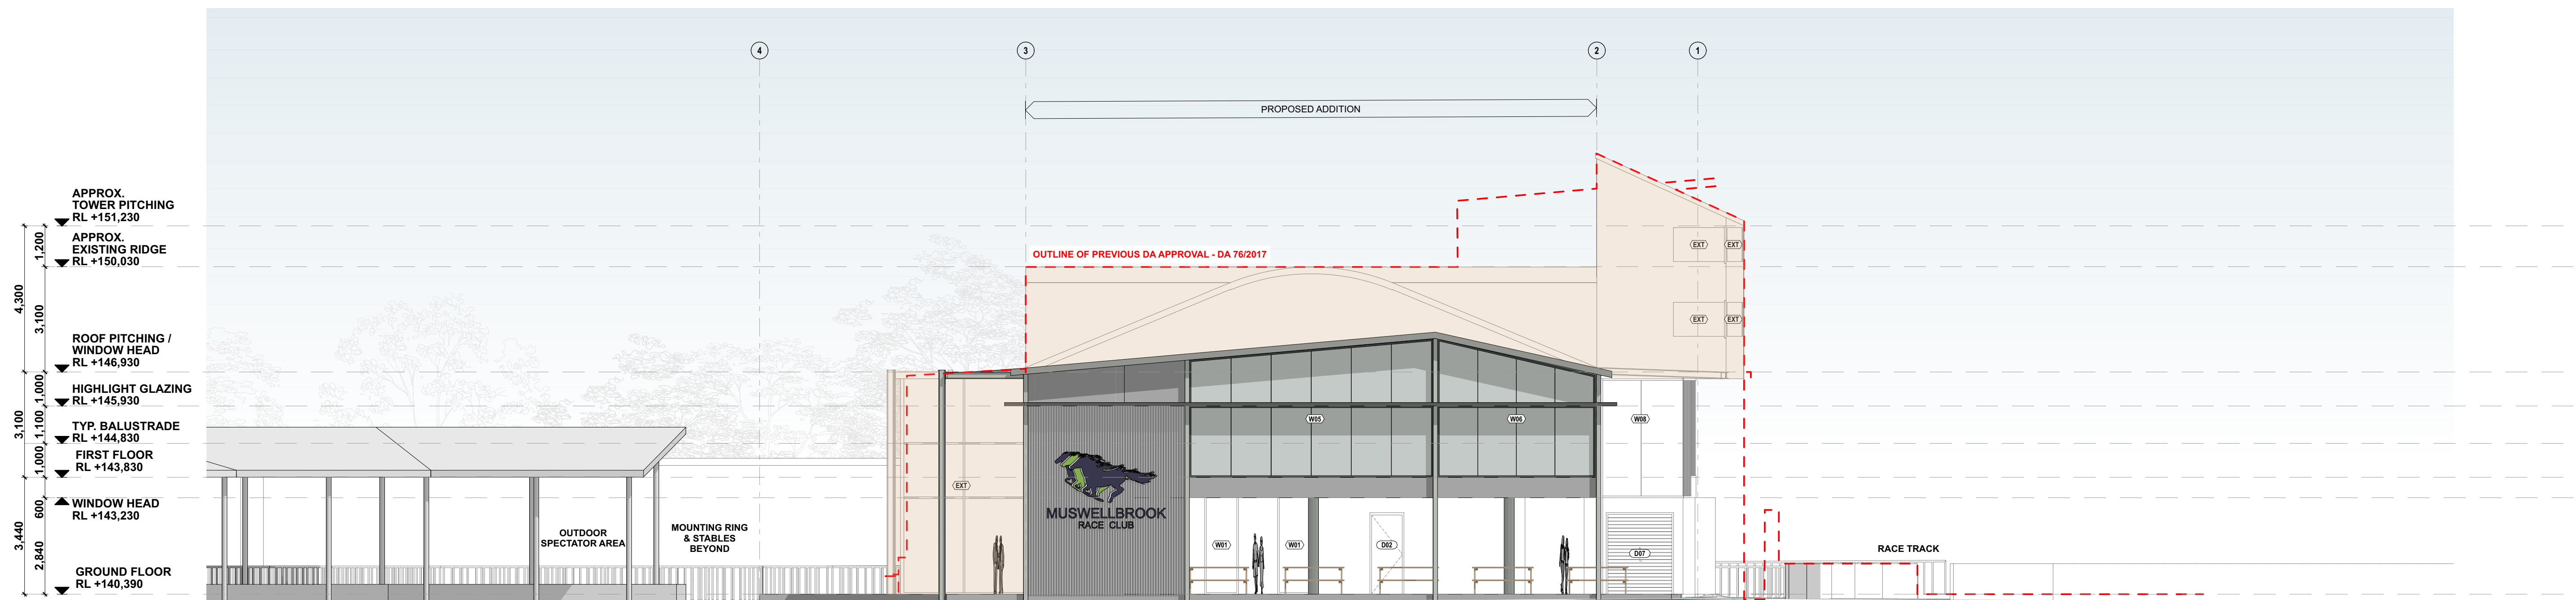 4
3
2
1
PROPOSED ADDITION
APPROX.
TOWER PITCHING
RL +151,230
APPROX.
EXISTING RIDGE
RL +150,030
ROOF PITCHING /
WINDOW HEAD
RL +146,930
HIGHLIGHT GLAZING
RL +145,930
TYP. BALUSTRADE
RL +144,830
FIRST FLOOR
RL +143,830
WINDOW HEAD
RL +143,230
GROUND FLOOR
RL +140,390
4,300
3,100
3,440
1,200
3,100
1,000
1,100
1,000
600
2,840
OUTLINE OF PREVIOUS DA APPROVAL - DA 76/2017
EXT
EXT
EXT
EXT
W05
W06
W08
EXT
MUSWELLBROOK
RACE CLUB
OUTDOOR
SPECTATOR AREA
MOUNTING RING
& STABLES
BEYOND
W01
W01
D02
D07
RACE TRACK